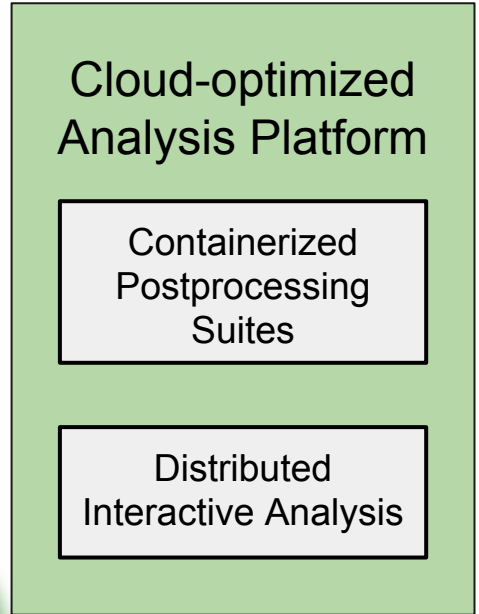 Cloud-optimized
Analysis Platform
Containerized
Postprocessing
Suites
Distributed
Interactive Analysis